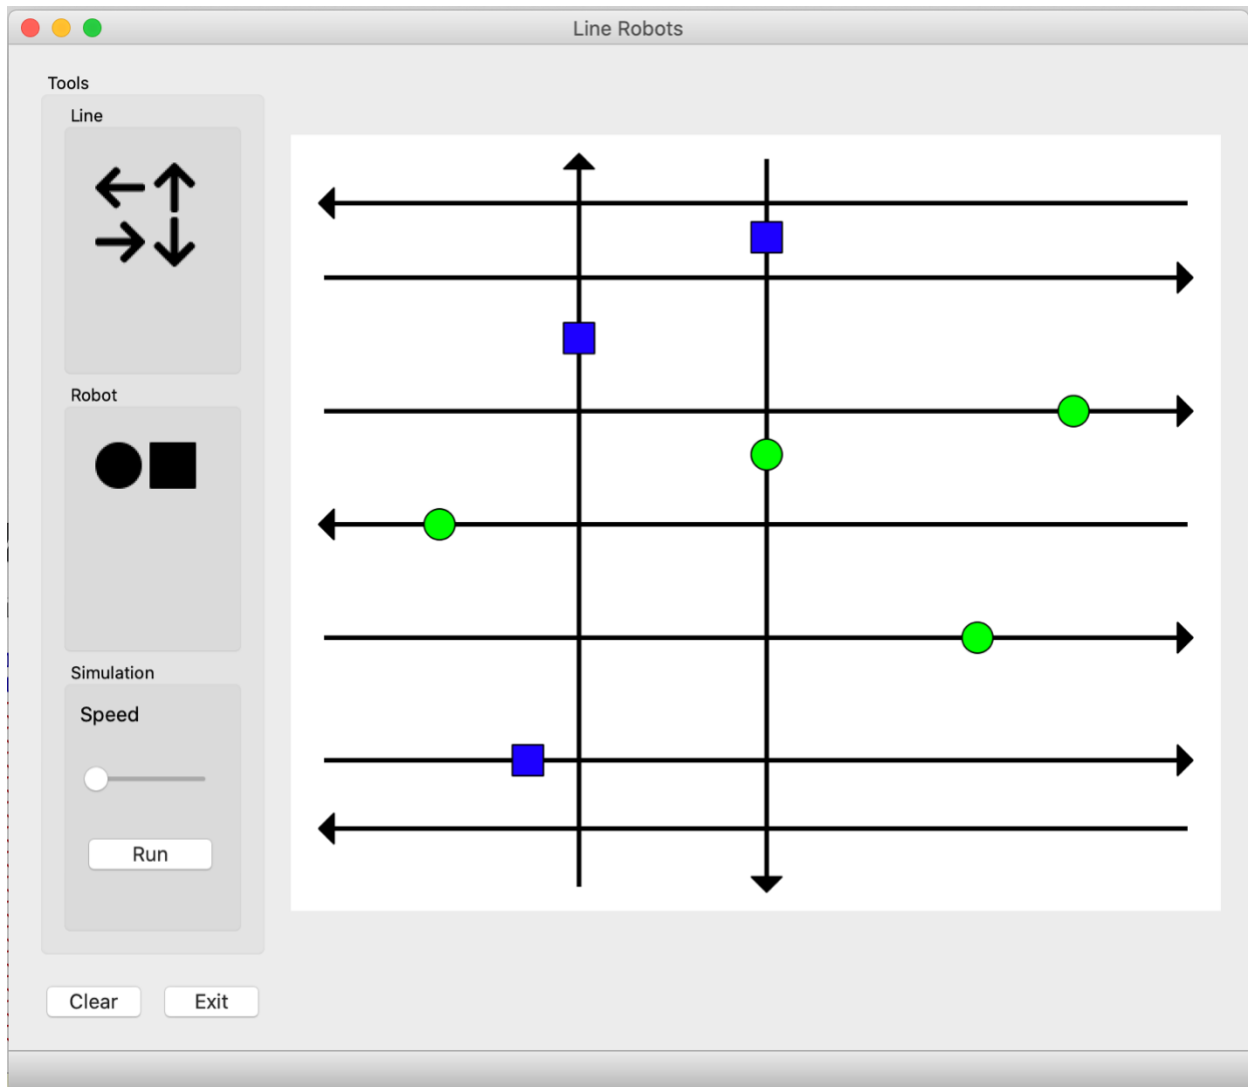 Line Robots
Tools
Line
Robot
Simulation
Speed
Run
Clear
Exit